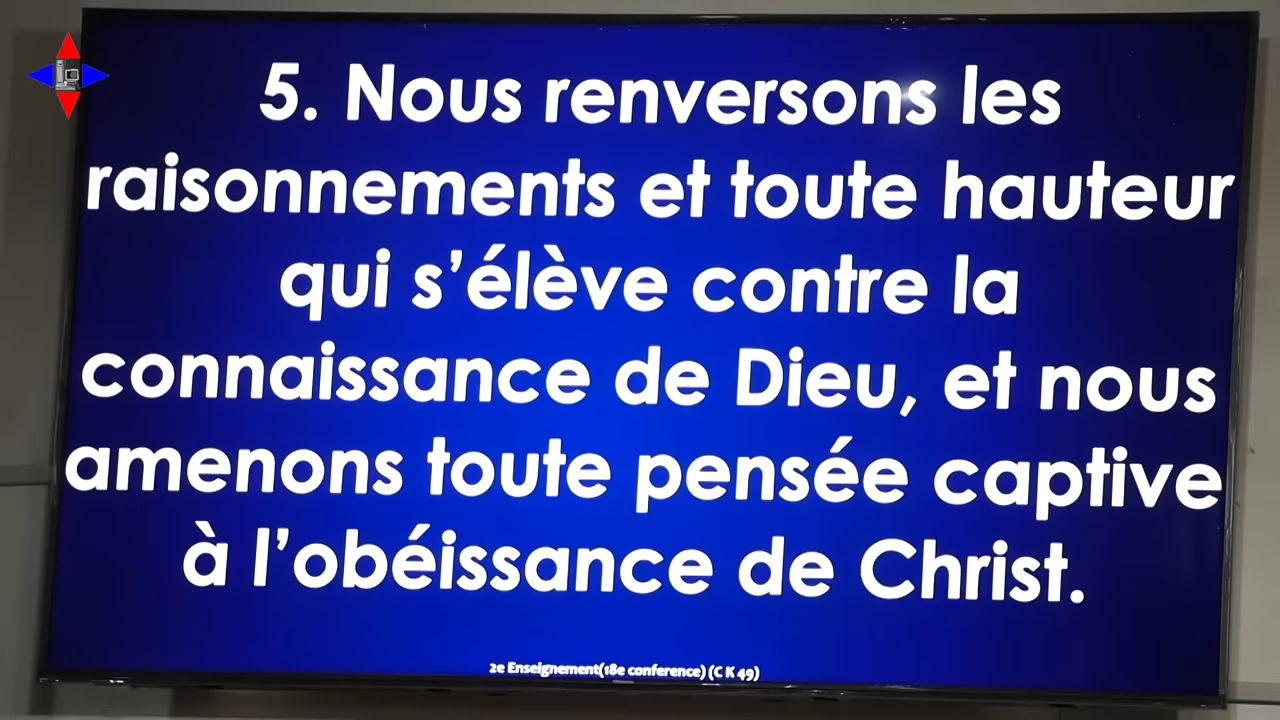 5. Nous renversons les
raisonnements et toute hauteur
qui s'élève contre la
connaissance de Dieu, et nous
amenons toute pensée captive
à l'obéissance de Christ.
2e Enseignement(18e conference) (C K 49)